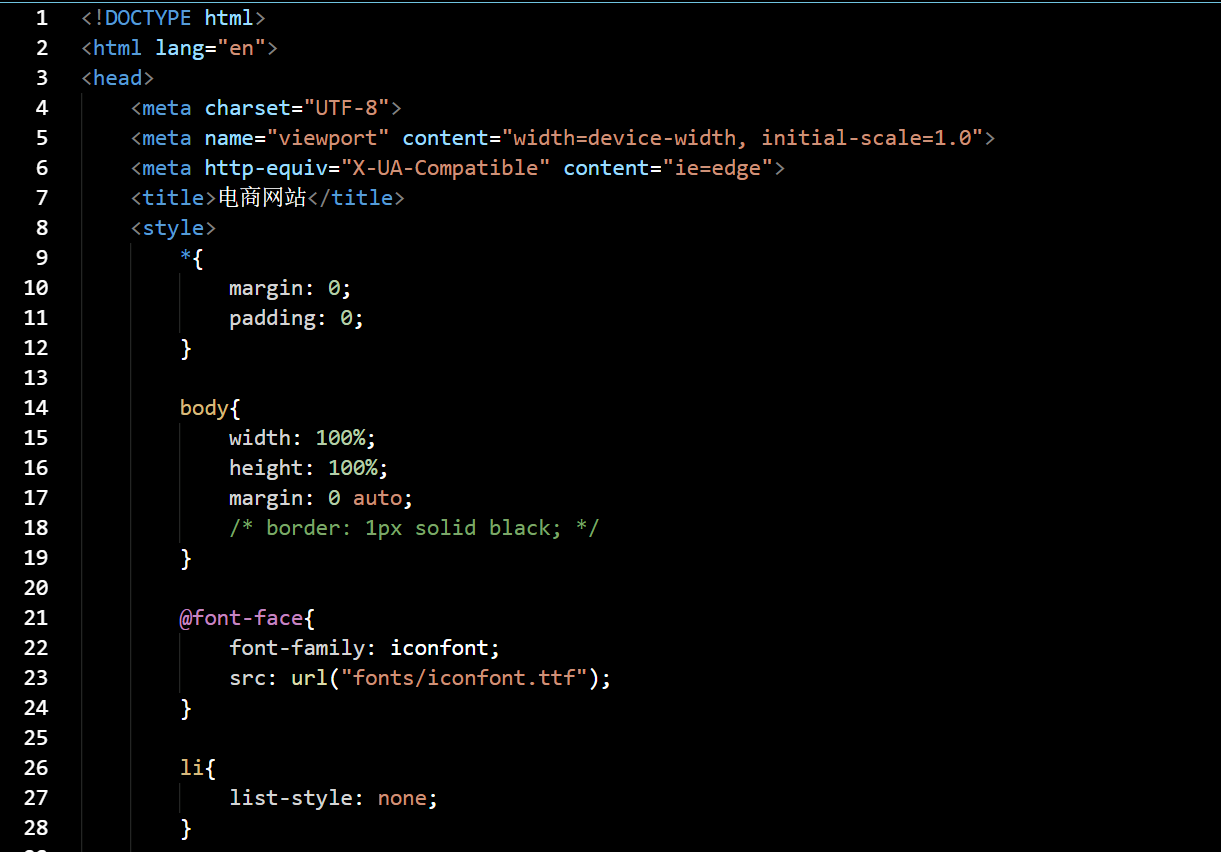 1 <!DOCTYPE html>
2 <html lang="en">
3 <head>
4     <meta charset="UTF-8">
5     <meta name="viewport" content="width=device-width, initial-scale=1.0">
6     <meta http-equiv="X-UA-Compatible" content="ie=edge">
7     <title>电商网站</title>
8     <style>
9         *{
10             margin: 0;
11             padding: 0;
12         }
13
14         body{
15             width: 100%;
16             height: 100%;
17             margin: 0 auto;
18             /* border: 1px solid black; */
19         }
20
21         @font-face{
22             font-family: iconfont;
23             src: url("fonts/iconfont.ttf");
24         }
25
26         li{
27             list-style: none;
28         }